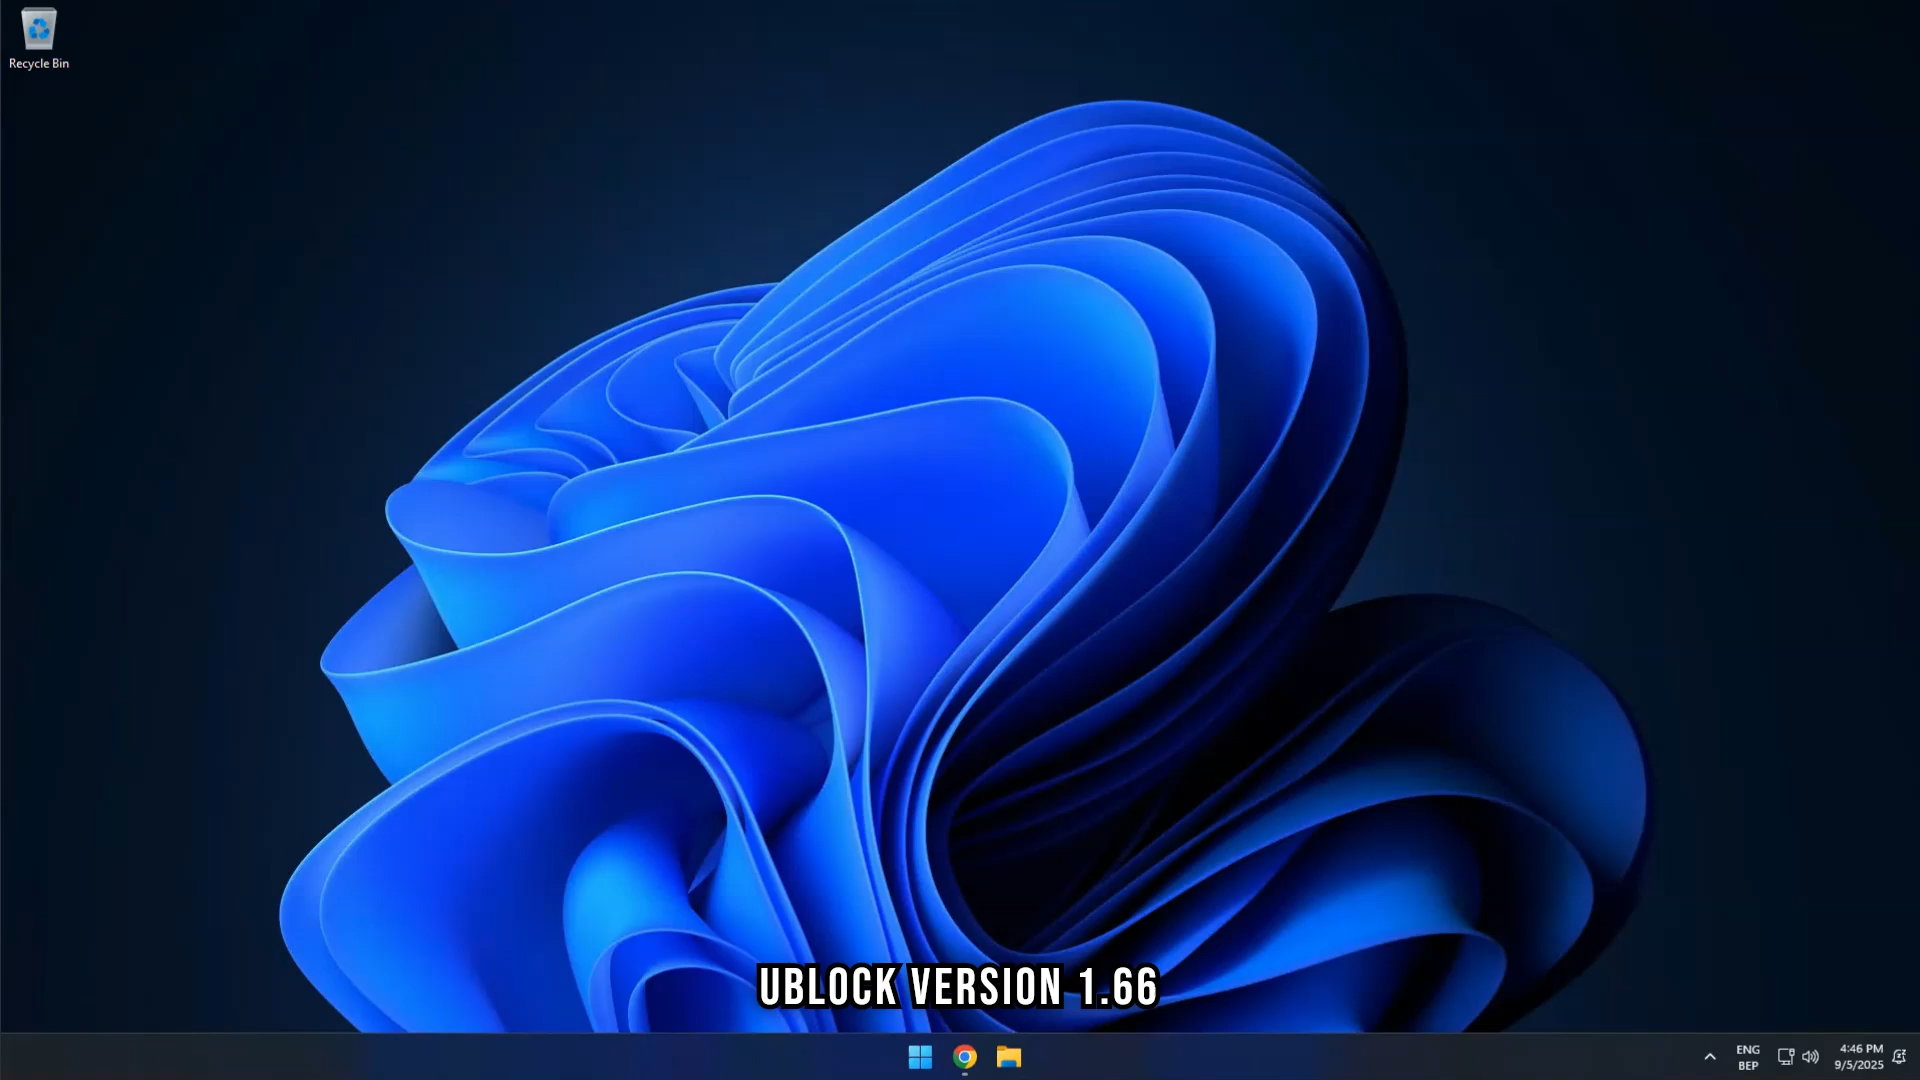 Recycle Bin
UBLOCK VERSION 1.66
ENG
BEP
4:46 PM
9/5/2025